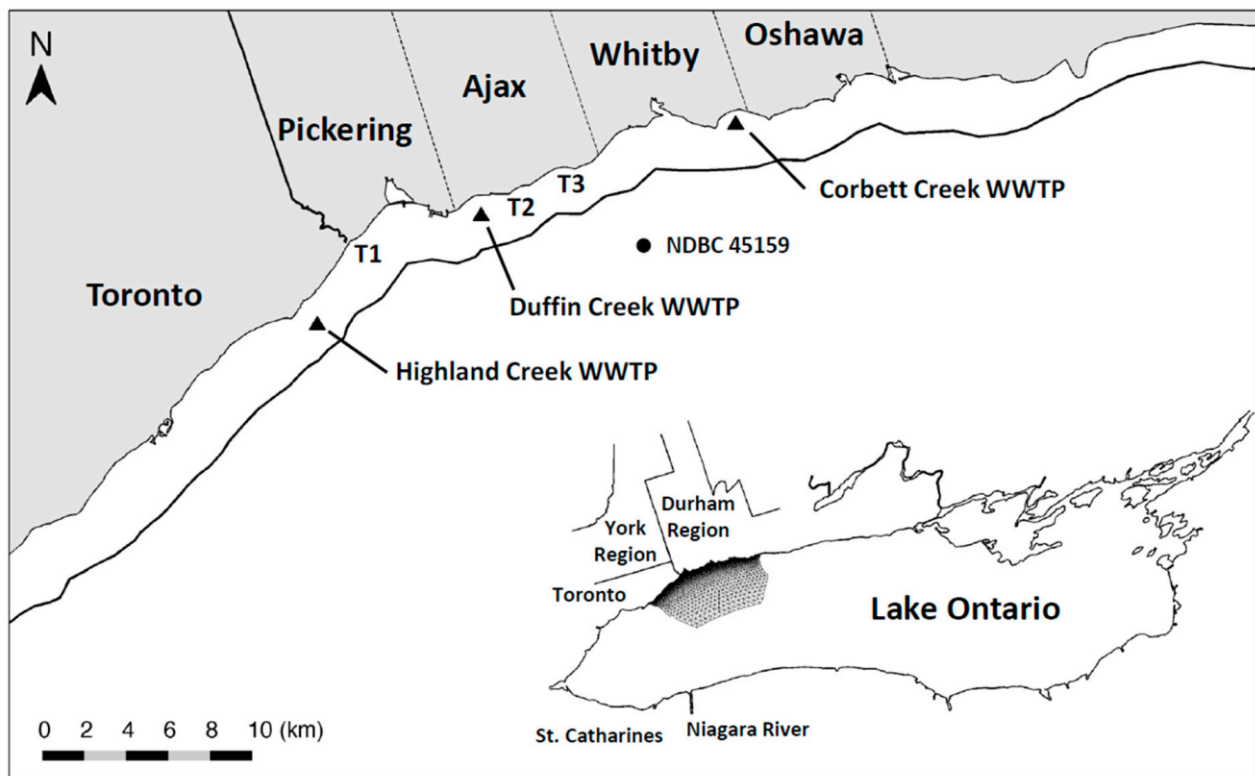 N
Oshawa
Whitby
Ajax
Pickering
T3
T2
T1
Corbett Creek WWTP
NDBC 45159
Toronto
Duffin Creek WWTP
Highland Creek WWTP
Durham
Region
York
Region
Toronto
Lake Ontario
0 2 4 6 8 10 (km)
St. Catharines
Niagara River